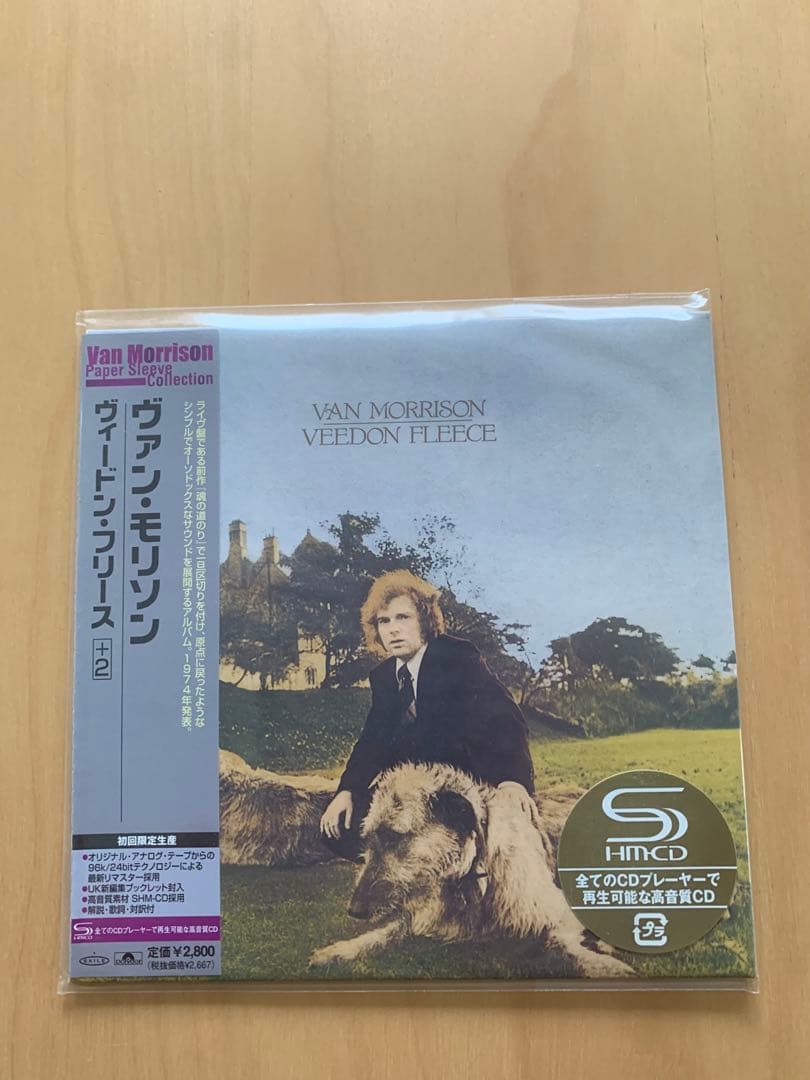 Van Morrison
Paper Sleeve
Collection
ヴァン・モリソン
ヴィードン・フリース +2
ライヴ盤である前作『魂の道のり』で一旦区切りを付け、原点に戻ったような
シンプルでオーソドックスなサウンドを展開するアルバム。1974年発表。
初回限定生産
●オリジナル・アナログ・テープからの
96k/24bitテクノロジーによる
最新リマスター採用
●UK新編集ブックレット封入
●高音質素材 SHM-CD採用
●解説・歌詞・対訳付
SHM-CD 全てのCDプレーヤーで再生可能な高音質CD
EXILE
Polydor
定価¥2,800
(税抜価格¥2,667)
VAN MORRISON
VEEDON FLEECE
SHM-CD
全てのCDプレーヤーで
再生可能な高音質CD
プラ